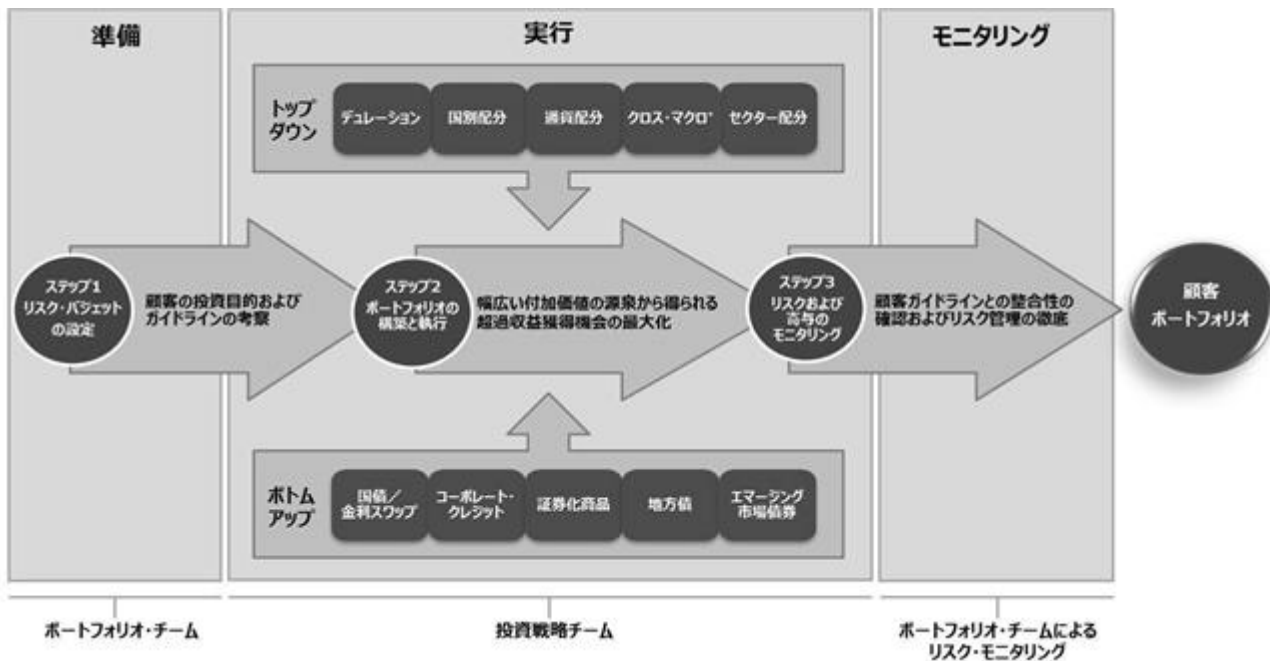 準備
実行
モニタリング
トップ
ダウン
デュレーション
国別配分
通貨配分
クロス・マクロ*
セクター配分
ステップ1
リスク・バジェット
の設定
顧客の投資目的および
ガイドラインの考察
ステップ2
ポートフォリオの
構築と執行
幅広い付加価値の源泉から得られる
超過収益獲得機会の最大化
ステップ3
リスクおよび
寄与の
モニタリング
顧客ガイドラインとの整合性の
確認およびリスク管理の徹底
顧客
ポートフォリオ
ボトム
アップ
国債／
金利スワップ
コーポレート・
クレジット
証券化商品
地方債
エマージング
市場債券
ポートフォリオ・チーム
投資戦略チーム
ポートフォリオ・チームによる
リスク・モニタリング